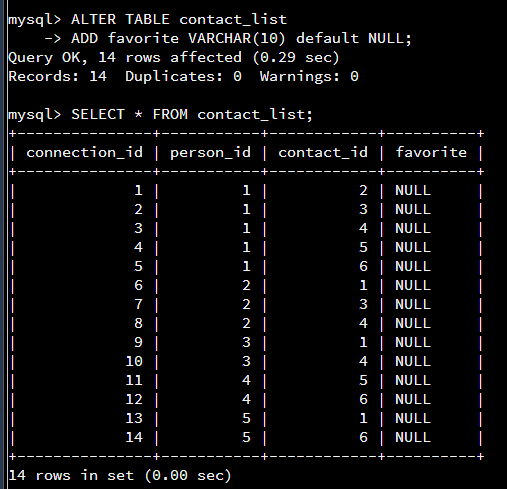 mysql> ALTER TABLE contact_list
    -> ADD favorite VARCHAR(10) default NULL;
Query OK, 14 rows affected (0.29 sec)
Records: 14  Duplicates: 0  Warnings: 0

mysql> SELECT * FROM contact_list;
+---------------+-----------+------------+----------+
| connection_id | person_id | contact_id | favorite |
+---------------+-----------+------------+----------+
|             1 |         1 |          2 | NULL     |
|             2 |         1 |          3 | NULL     |
|             3 |         1 |          4 | NULL     |
|             4 |         1 |          5 | NULL     |
|             5 |         1 |          6 | NULL     |
|             6 |         2 |          1 | NULL     |
|             7 |         2 |          3 | NULL     |
|             8 |         2 |          4 | NULL     |
|             9 |         3 |          1 | NULL     |
|            10 |         3 |          4 | NULL     |
|            11 |         4 |          5 | NULL     |
|            12 |         4 |          6 | NULL     |
|            13 |         5 |          1 | NULL     |
|            14 |         5 |          6 | NULL     |
+---------------+-----------+------------+----------+
14 rows in set (0.00 sec)